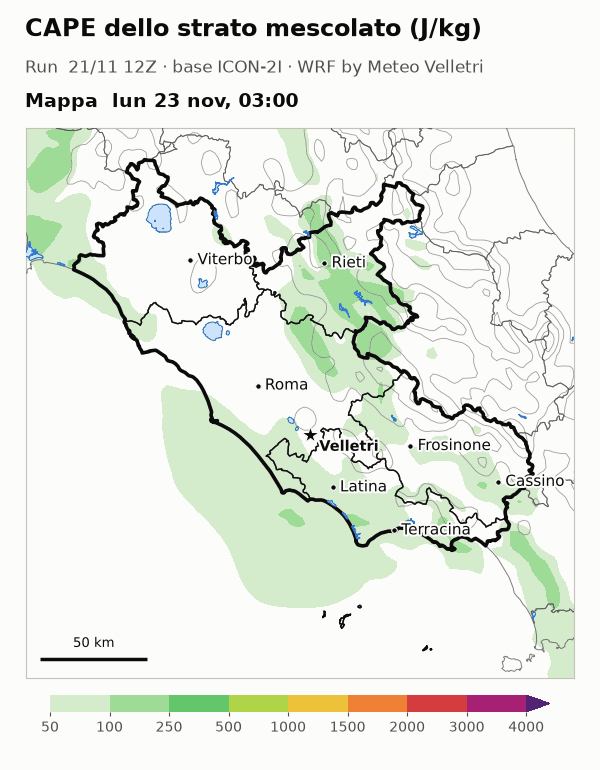 CAPE dello strato mescolato (J/kg)
Run  21/11 12Z · base ICON-2I · WRF by Meteo Velletri
Mappa  lun 23 nov, 03:00
Viterbo
Rieti
Roma
Velletri
Frosinone
Cassino
Latina
Terracina
50 km
50 100 250 500 1000 1500 2000 3000 4000